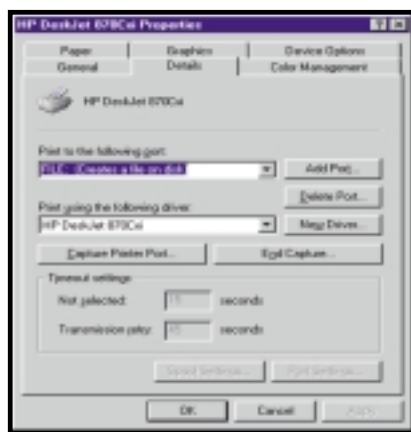 HP DeskJet 870Cxi Properties
Paper Graphics Device Options
General Details Color Management
HP DeskJet 870Cxi
Print to the following port:
FILE: (Creates a file on disk) Add Port...
Delete Port...
Print using the following driver:
HP DeskJet 870Cxi New Driver...
Capture Printer Port... End Capture...
Timeout settings
Not selected: 15 seconds
Transmission retry: 45 seconds
Spool Settings... Port Settings...
OK Cancel Apply